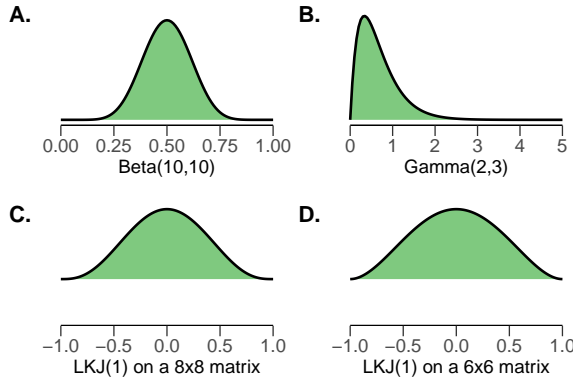 A.
0.00 0.25 0.50 0.75 1.00
Beta(10,10)
B.
0 1 2 3 4 5
Gamma(2,3)
C.
−1.0 −0.5 0.0 0.5 1.0
LKJ(1) on a 8x8 matrix
D.
−1.0 −0.5 0.0 0.5 1.0
LKJ(1) on a 6x6 matrix